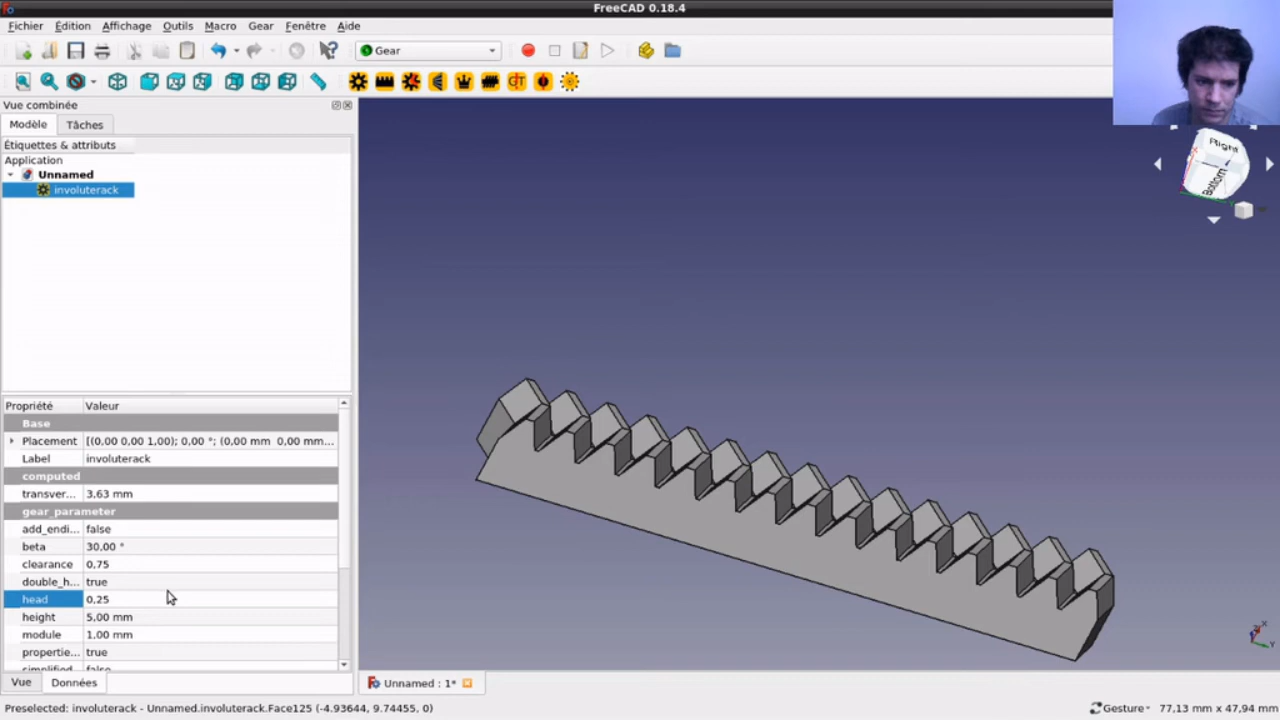 FreeCAD 0.18.4
Fichier Édition Affichage Outils Macro Gear Fenêtre Aide
Gear
Vue combinée
Modèle Tâches
Étiquettes & attributs
Application
Unnamed
involuterack
Right
Bottom
Propriété Valeur
Base
Placement [(0,00 0,00 1,00); 0,00 °; (0,00 mm 0,00 mm...
Label involuterack
computed
transver... 3,63 mm
gear_parameter
add_endi... false
beta 30,00 °
clearance 0,75
double_h... true
head 0,25
height 5,00 mm
module 1,00 mm
propertie... true
simplified false
Vue Données
Unnamed : 1*
Preselected: involuterack - Unnamed.involuterack.Face125 (-4.93644, 9.74455, 0)
Gesture 77,13 mm x 47,94 mm